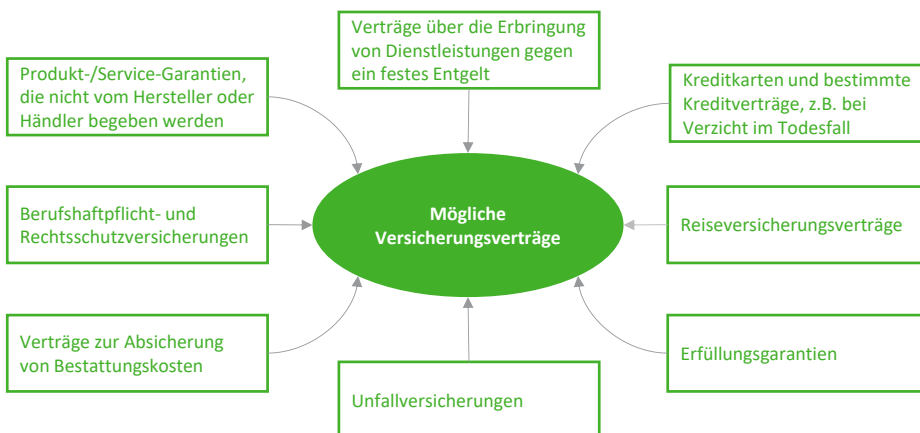 Verträge über die Erbringung
von Dienstleistungen gegen
ein festes Entgelt
Produkt-/Service-Garantien,
die nicht vom Hersteller oder
Händler begeben werden
Kreditkarten und bestimmte
Kreditverträge, z.B. bei
Verzicht im Todesfall
Berufshaftpflicht- und
Rechtsschutzversicherungen
Mögliche
Versicherungsverträge
Reiseversicherungsverträge
Verträge zur Absicherung
von Bestattungskosten
Unfallversicherungen
Erfüllungsgarantien